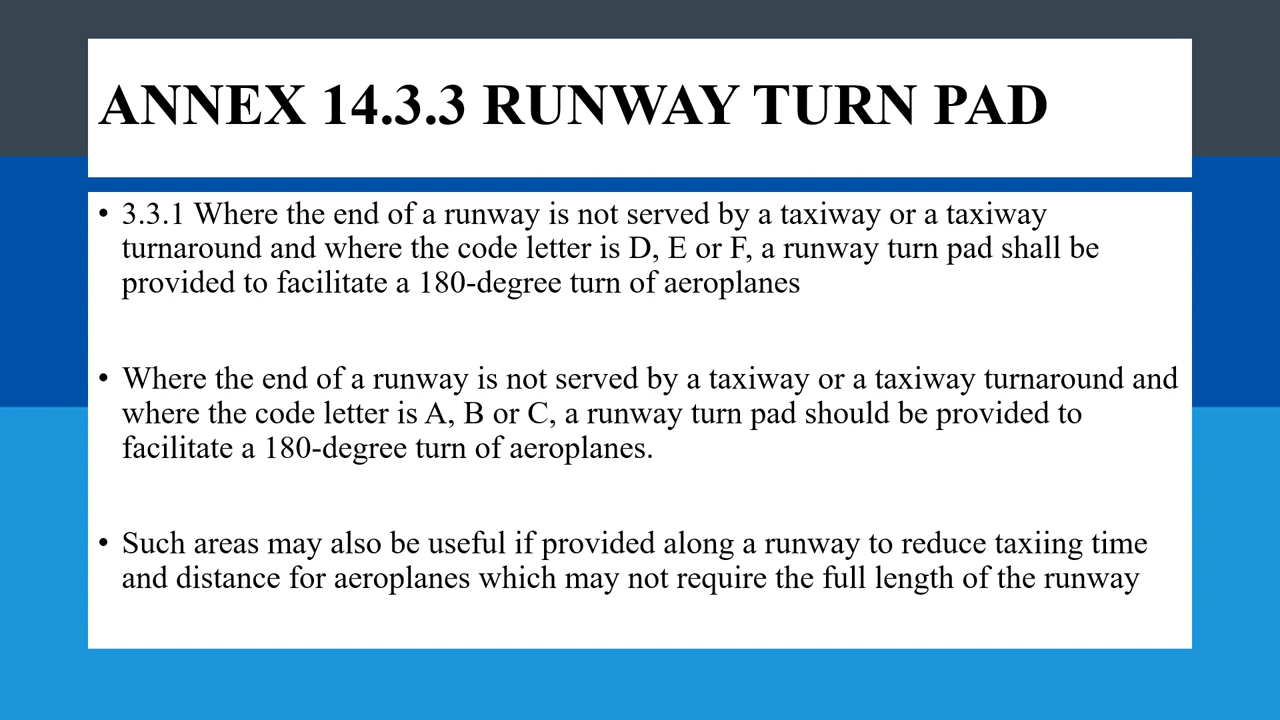 ANNEX 14.3.3 RUNWAY TURN PAD
• 3.3.1 Where the end of a runway is not served by a taxiway or a taxiway
turnaround and where the code letter is D, E or F, a runway turn pad shall be
provided to facilitate a 180-degree turn of aeroplanes
• Where the end of a runway is not served by a taxiway or a taxiway turnaround and
where the code letter is A, B or C, a runway turn pad should be provided to
facilitate a 180-degree turn of aeroplanes.
• Such areas may also be useful if provided along a runway to reduce taxiing time
and distance for aeroplanes which may not require the full length of the runway